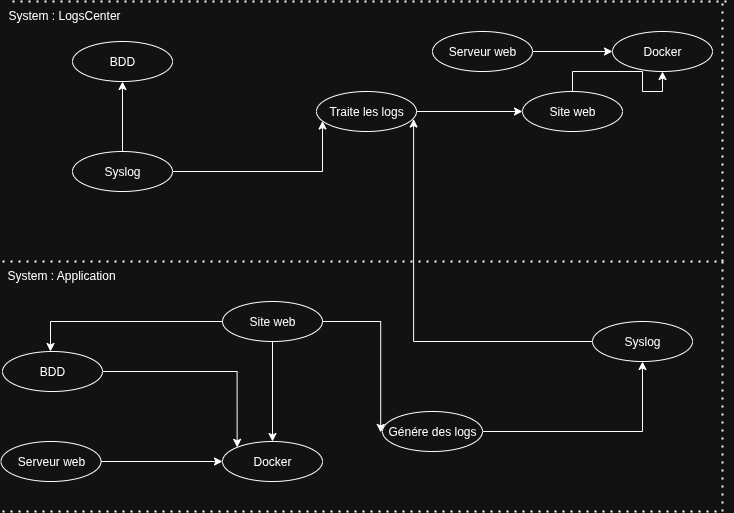 System : LogsCenter
Serveur web
Docker
BDD
Traite les logs
Site web
Syslog
System : Application
Site web
Syslog
BDD
Génére des logs
Serveur web
Docker